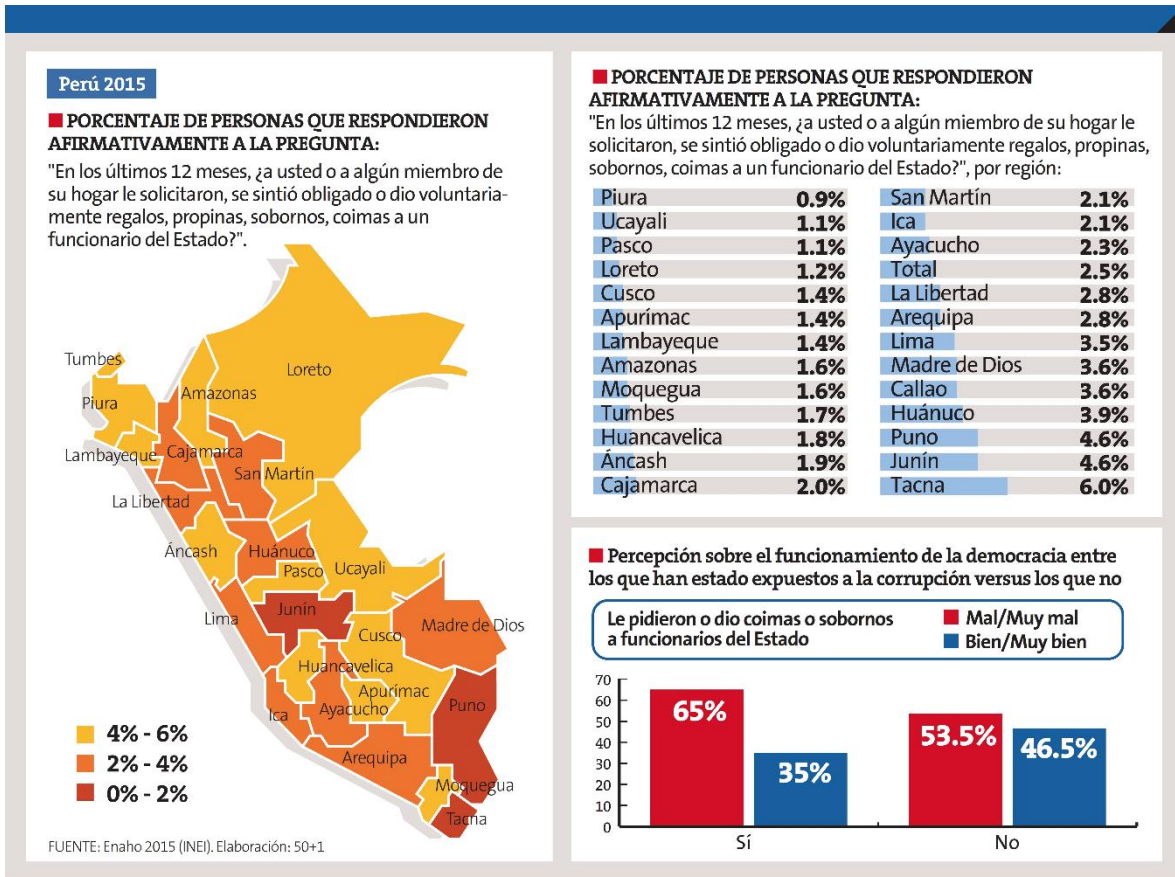 Perú 2015
PORCENTAJE DE PERSONAS QUE RESPONDIERON
AFIRMATIVAMENTE A LA PREGUNTA:
"En los últimos 12 meses, ¿a usted o a algún miembro de
su hogar le solicitaron, se sintió obligado o dio voluntaria-
mente regalos, propinas, sobornos, coimas a un
funcionario del Estado?".
Tumbes
Loreto
Amazonas
Piura
Lambayeque
Cajamarca
San Martín
La Libertad
Áncash
Huánuco
Pasco
Ucayali
Junín
Lima
Cusco
Madre de Dios
Huancavelica
Apurímac
Ica
Ayacucho
Puno
Arequipa
Moquegua
Tacna
4% - 6%
2% - 4%
0% - 2%
FUENTE: Enaho 2015 (INEI). Elaboración: 50+1
PORCENTAJE DE PERSONAS QUE RESPONDIERON
AFIRMATIVAMENTE A LA PREGUNTA:
"En los últimos 12 meses, ¿a usted o a algún miembro de su hogar le
solicitaron, se sintió obligado o dio voluntariamente regalos, propinas,
sobornos, coimas a un funcionario del Estado?", por región:
Piura 0.9%
Ucayali 1.1%
Pasco 1.1%
Loreto 1.2%
Cusco 1.4%
Apurímac 1.4%
Lambayeque 1.4%
Amazonas 1.6%
Moquegua 1.6%
Tumbes 1.7%
Huancavelica 1.8%
Áncash 1.9%
Cajamarca 2.0%
San Martín 2.1%
Ica 2.1%
Ayacucho 2.3%
Total 2.5%
La Libertad 2.8%
Arequipa 2.8%
Lima 3.5%
Madre de Dios 3.6%
Callao 3.6%
Huánuco 3.9%
Puno 4.6%
Junín 4.6%
Tacna 6.0%
Percepción sobre el funcionamiento de la democracia entre
los que han estado expuestos a la corrupción versus los que no
Le pidieron o dio coimas o sobornos
a funcionarios del Estado
Mal/Muy mal
Bien/Muy bien
70
60
50
40
30
20
10
0
65%
35%
53.5%
46.5%
Sí
No